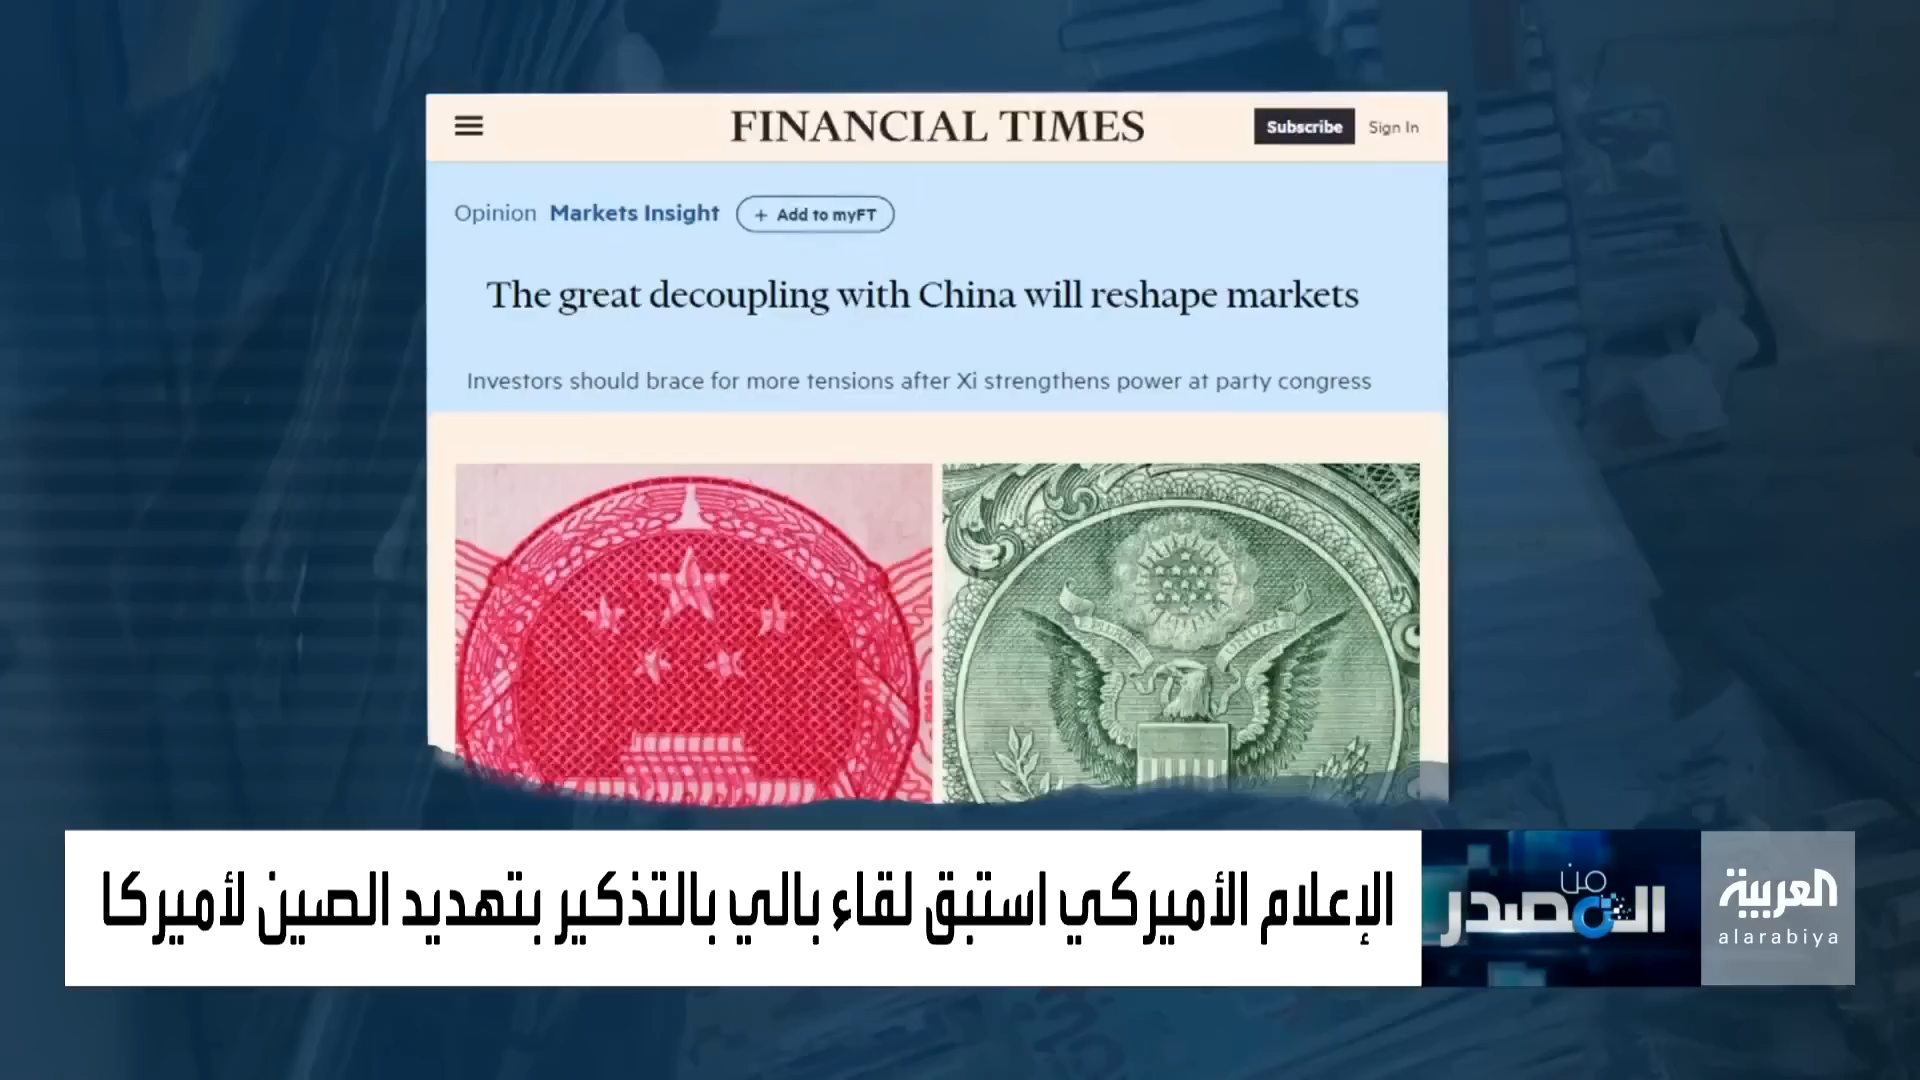 FINANCIAL TIMES
Subscribe
Sign In
Opinion Markets Insight + Add to myFT
The great decoupling with China will reshape markets
Investors should brace for more tensions after Xi strengthens power at party congress
الإعلام الأميركي استبق لقاء بالي بالتذكير بتهديد الصين لأميركا
من
المصدر
العربية
alarabiya